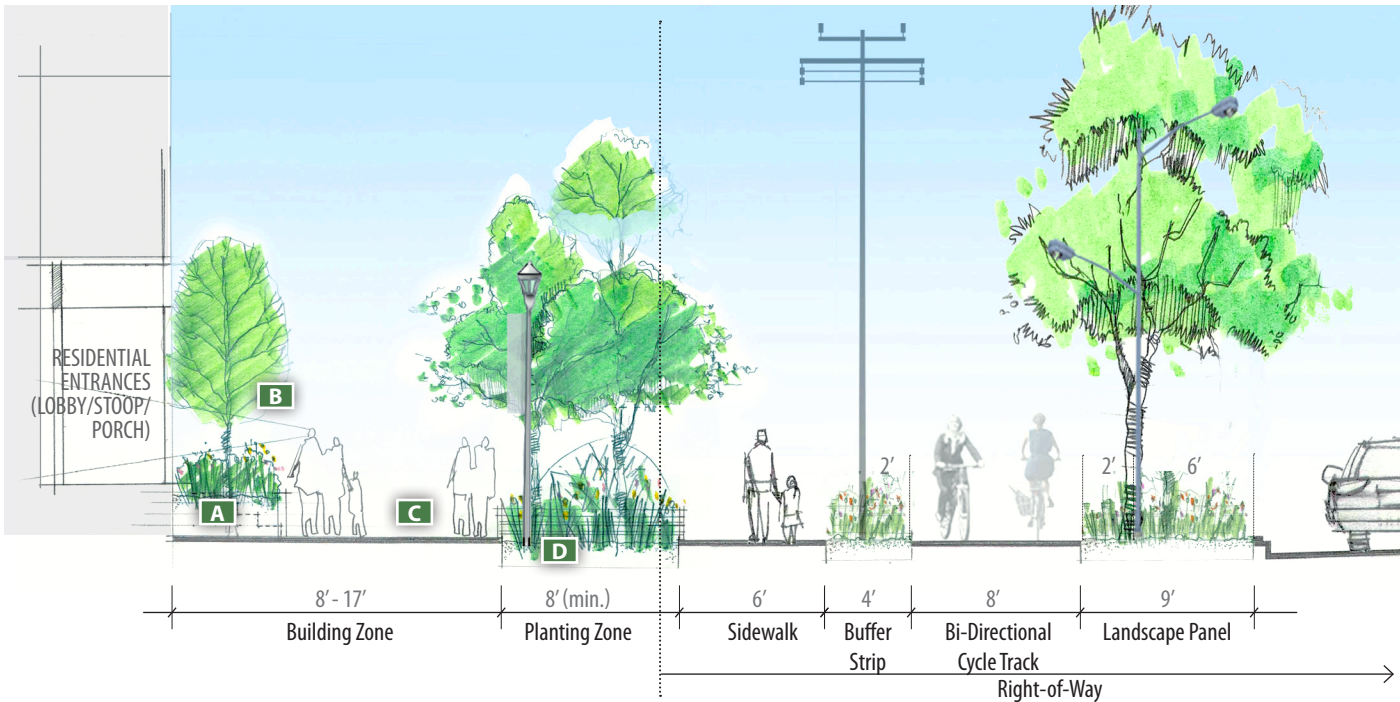 RESIDENTIAL
ENTRANCES
(LOBBY/STOOP/
PORCH)
B
A
C
D
2’
2’
6’
8’ - 17’
8’ (min.)
6’
4’
8’
9’
Building Zone
Planting Zone
Sidewalk
Buffer
Strip
Bi-Directional
Cycle Track
Landscape Panel
Right-of-Way